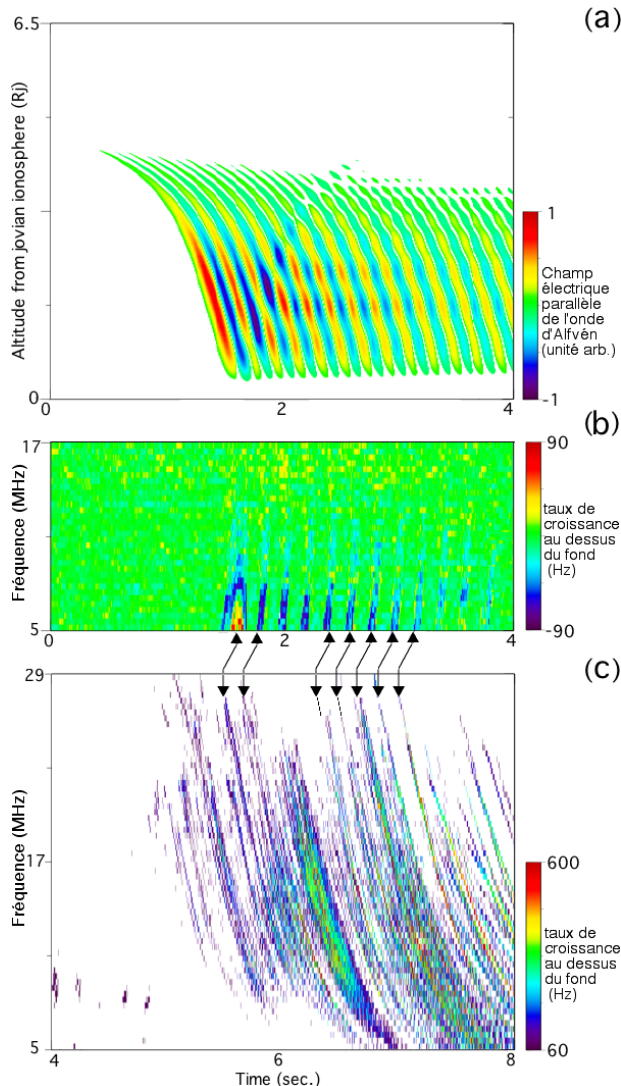 (a)
6.5
Altitude from jovian ionosphere (Rj)
0
0
2
4
1
Champ
électrique
parallèle
de l'onde
d'Alfvén
(unité arb.)
-1
(b)
17
Fréquence (MHz)
5
0
2
4
90
taux de
croissance
au dessus
du fond
(Hz)
-90
(c)
29
17
Fréquence (MHz)
5
4
6
8
Time (sec.)
600
taux de
croissance
au dessus
du fond
(Hz)
60